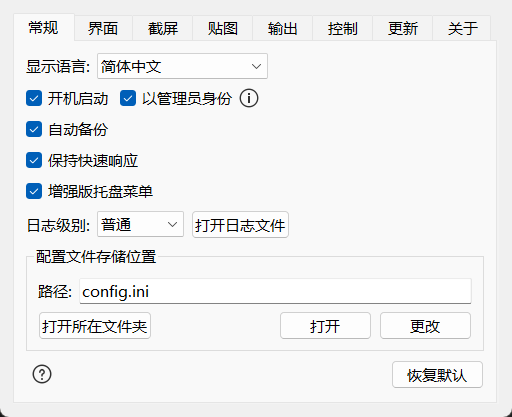 常规 界面 截屏 贴图 输出 控制 更新 关于
显示语言: 简体中文
开机启动 以管理员身份
自动备份
保持快速响应
增强版托盘菜单
日志级别: 普通 打开日志文件
配置文件存储位置
路径: config.ini
打开所在文件夹 打开 更改
恢复默认